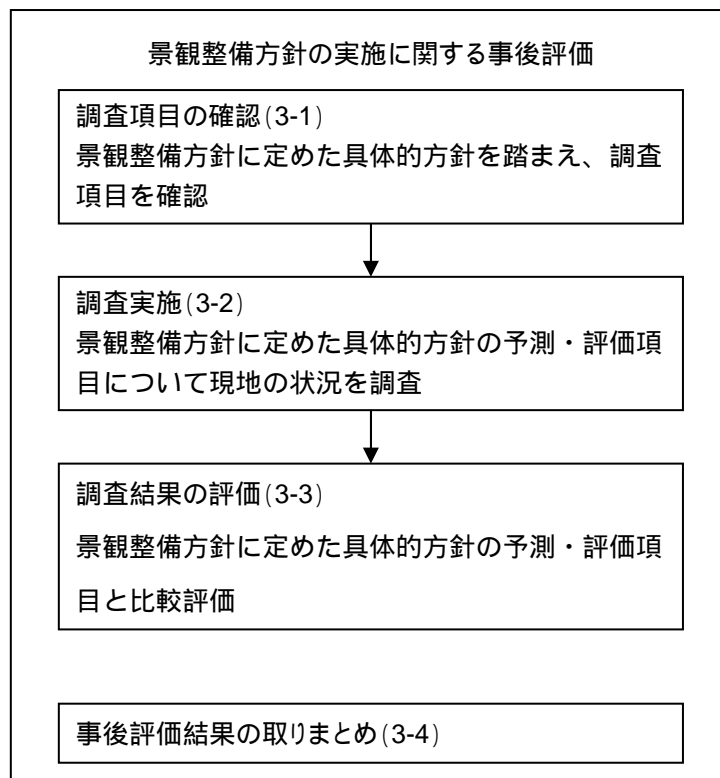 景観整備方針の実施に関する事後評価
調査項目の確認(3-1)
景観整備方針に定めた具体的方針を踏まえ、調査
項目を確認
調査実施(3-2)
景観整備方針に定めた具体的方針の予測・評価項
目について現地の状況を調査
調査結果の評価(3-3)
景観整備方針に定めた具体的方針の予測・評価項
目と比較評価
事後評価結果の取りまとめ(3-4)